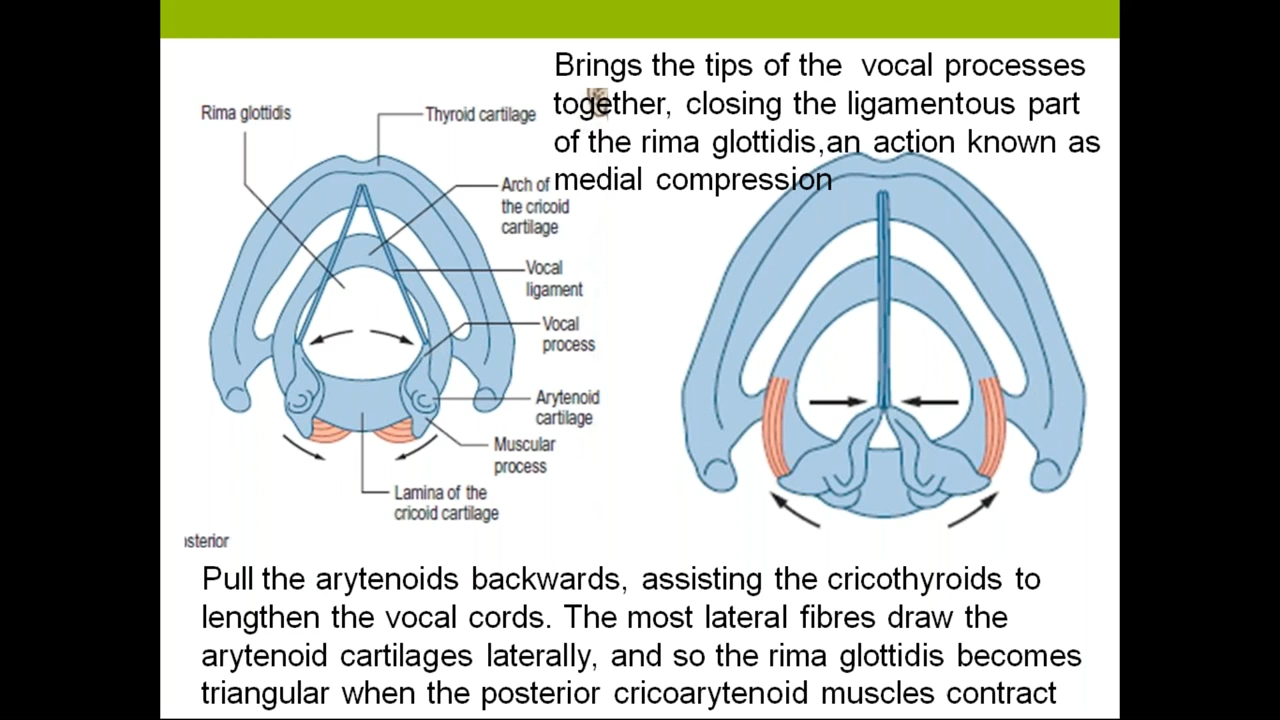 Brings the tips of the vocal processes
together, closing the ligamentous part
of the rima glottidis,an action known as
medial compression
Rima glottidis
Thyroid cartilage
Arch of
the cricoid
cartilage
Vocal
ligament
Vocal
process
Arytenoid
cartilage
Muscular
process
Lamina of the
cricoid cartilage
sterior
Pull the arytenoids backwards, assisting the cricothyroids to
lengthen the vocal cords. The most lateral fibres draw the
arytenoid cartilages laterally, and so the rima glottidis becomes
triangular when the posterior cricoarytenoid muscles contract